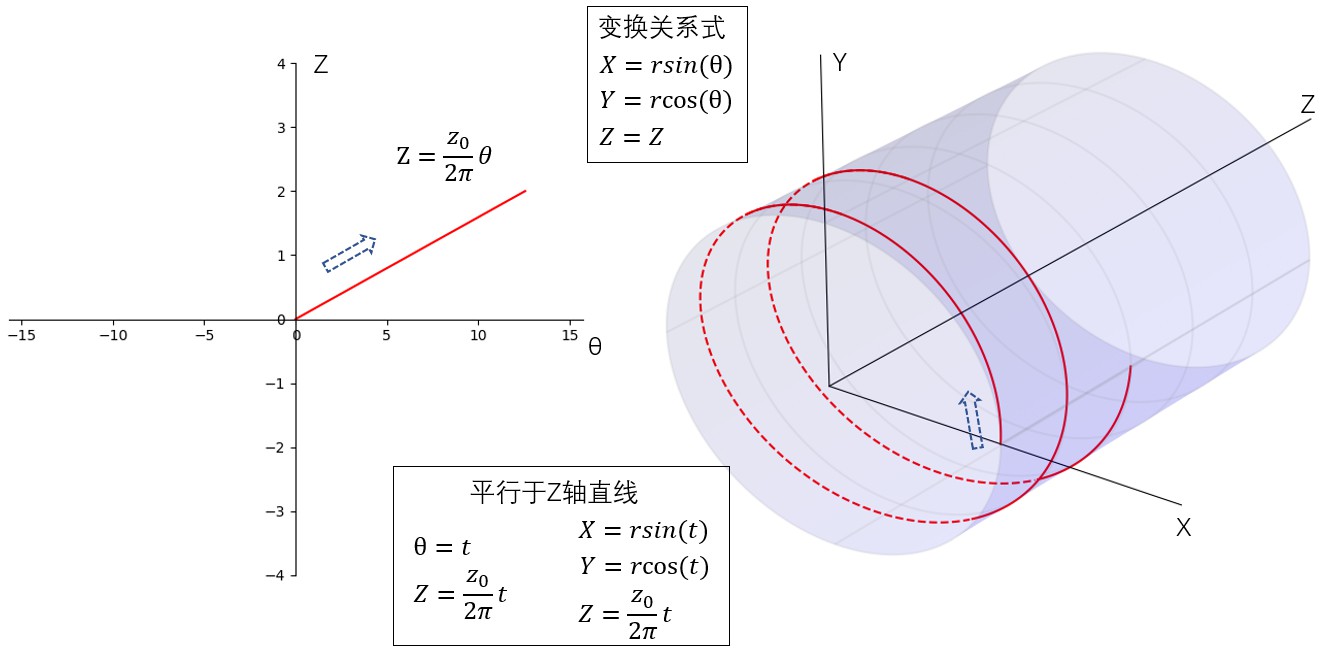 Z
4
3
2
1
0
−1
−2
−3
−4
−15
−10
−5
0
5
10
15
θ
Z = z₀/2π θ
变换关系式
X = rsin(θ)
Y = rcos(θ)
Z = Z
Y
Z
X
平行于Z轴直线
θ = t
Z = z₀/2π t
X = rsin(t)
Y = rcos(t)
Z = z₀/2π t